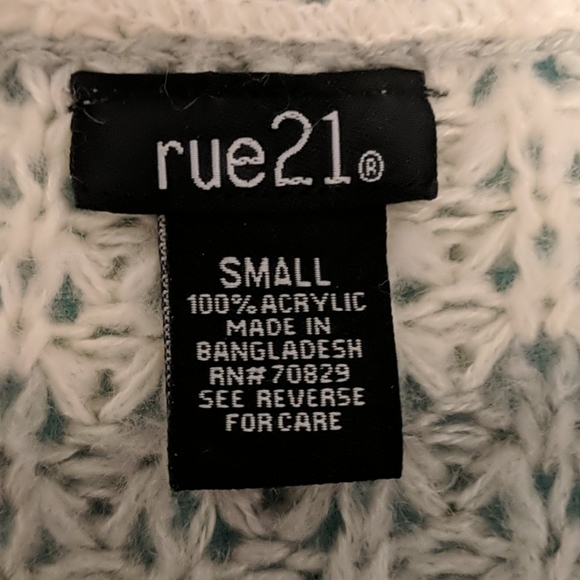 rue21®
SMALL
100% ACRYLIC
MADE IN
BANGLADESH
RN# 70829
SEE REVERSE
FOR CARE